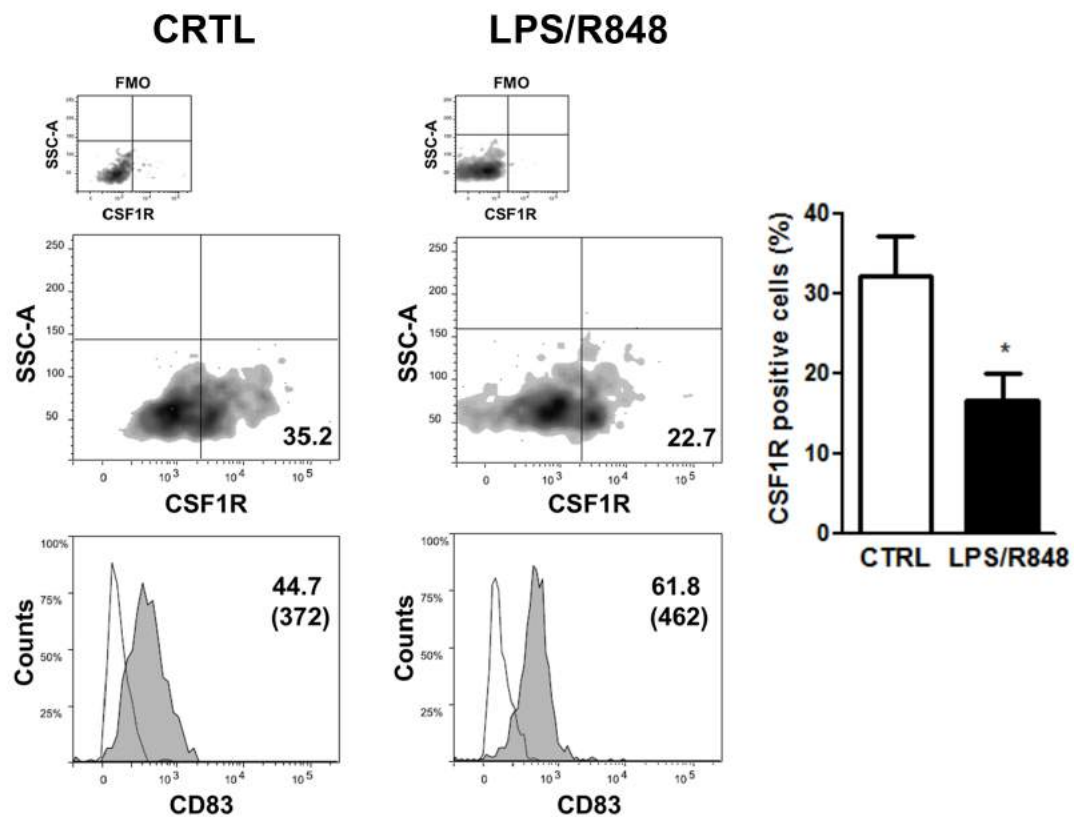 CRTL
LPS/R848
FMO
SSC-A
CSF1R
FMO
SSC-A
CSF1R
250
200
150
100
50
SSC-A
35.2
0 10³ 10⁴ 10⁵
CSF1R
250
200
150
100
50
SSC-A
22.7
0 10³ 10⁴ 10⁵
CSF1R
100%
75%
50%
25%
Counts
44.7
(372)
0 10³ 10⁴ 10⁵
CD83
100%
75%
50%
25%
Counts
61.8
(462)
0 10³ 10⁴ 10⁵
CD83
CSF1R positive cells (%)
40
30
20
10
0
*
CTRL LPS/R848